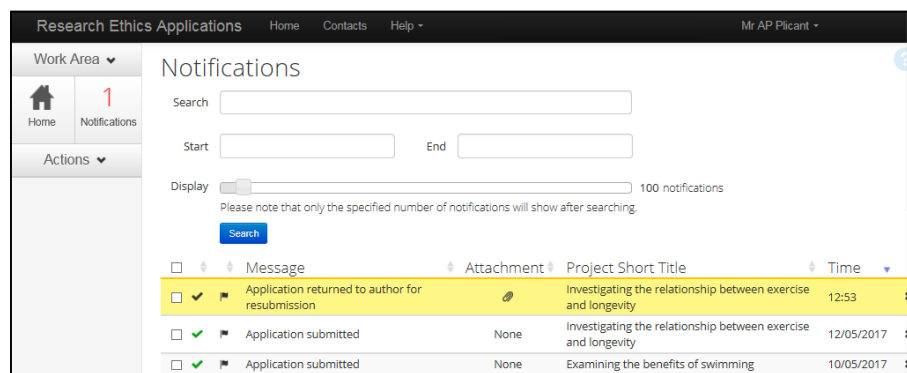 Research Ethics Applications Home Contacts Help Mr AP Plicant
Work Area
Notifications
1
Home Notifications
Actions
Search
Start End
Display 100 notifications
Please note that only the specified number of notifications will show after searching.
Search
Message Attachment Project Short Title Time
Application returned to author for
resubmission
Investigating the relationship between exercise
and longevity
12:53
Application submitted None
Investigating the relationship between exercise
and longevity
12/05/2017
Application submitted None Examining the benefits of swimming 10/05/2017